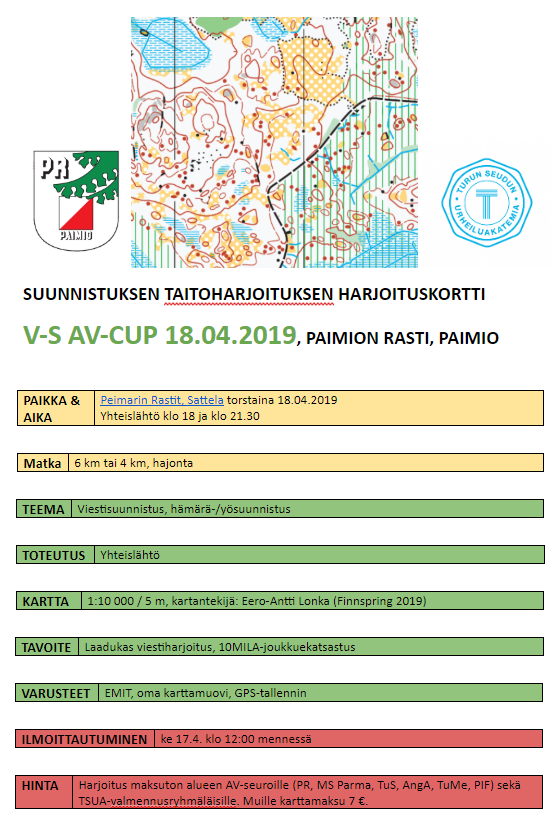 PR
PAIMIO
TURUN SEUDUN
URHEILUAKATEMIA
T
SUUNNISTUKSEN TAITOHARJOITUKSEN HARJOITUSKORTTI
V-S AV-CUP 18.04.2019, PAIMION RASTI, PAIMIO
PAIKKA & AIKA
Peimarin Rastit, Sattela torstaina 18.04.2019
Yhteislähtö klo 18 ja klo 21.30
Matka 6 km tai 4 km, hajonta
TEEMA Viestisuunnistus, hämärä-/yösuunnistus
TOTEUTUS Yhteislähtö
KARTTA 1:10 000 / 5 m, kartantekijä: Eero-Antti Lonka (Finnspring 2019)
TAVOITE Laadukas viestiharjoitus, 10MILA-joukkuekatsastus
VARUSTEET EMIT, oma karttamuovi, GPS-tallennin
ILMOITTAUTUMINEN ke 17.4. klo 12:00 mennessä
HINTA Harjoitus maksuton alueen AV-seuroille (PR, MS Parma, TuS, AngA, TuMe, PIF) sekä
TSUA-valmennusryhmäläisille. Muille karttamaksu 7 €.